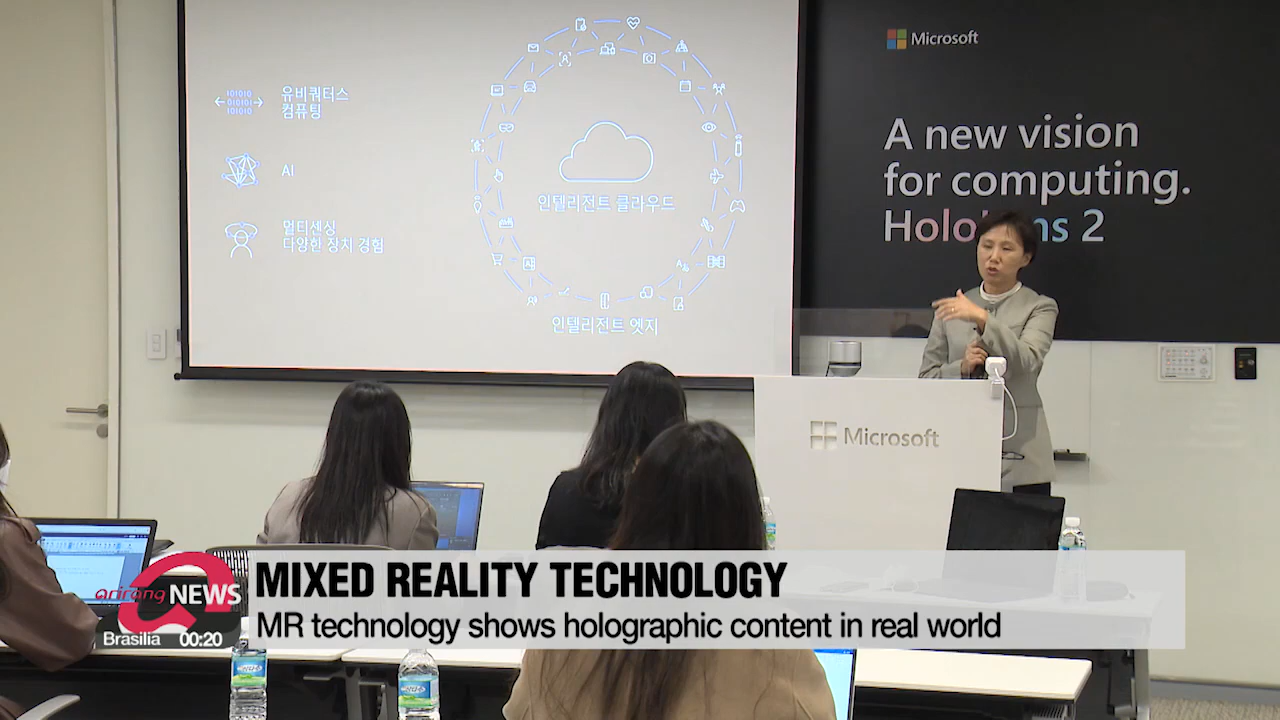 유비쿼터스
컴퓨팅
AI
멀티센싱
다양한 장치 경험
인텔리전트 클라우드
인텔리전트 엣지
Microsoft
A new vision
for computing.
2
Microsoft
arirang NEWS
Brasilia 00:20
MIXED REALITY TECHNOLOGY
MR technology shows holographic content in real world